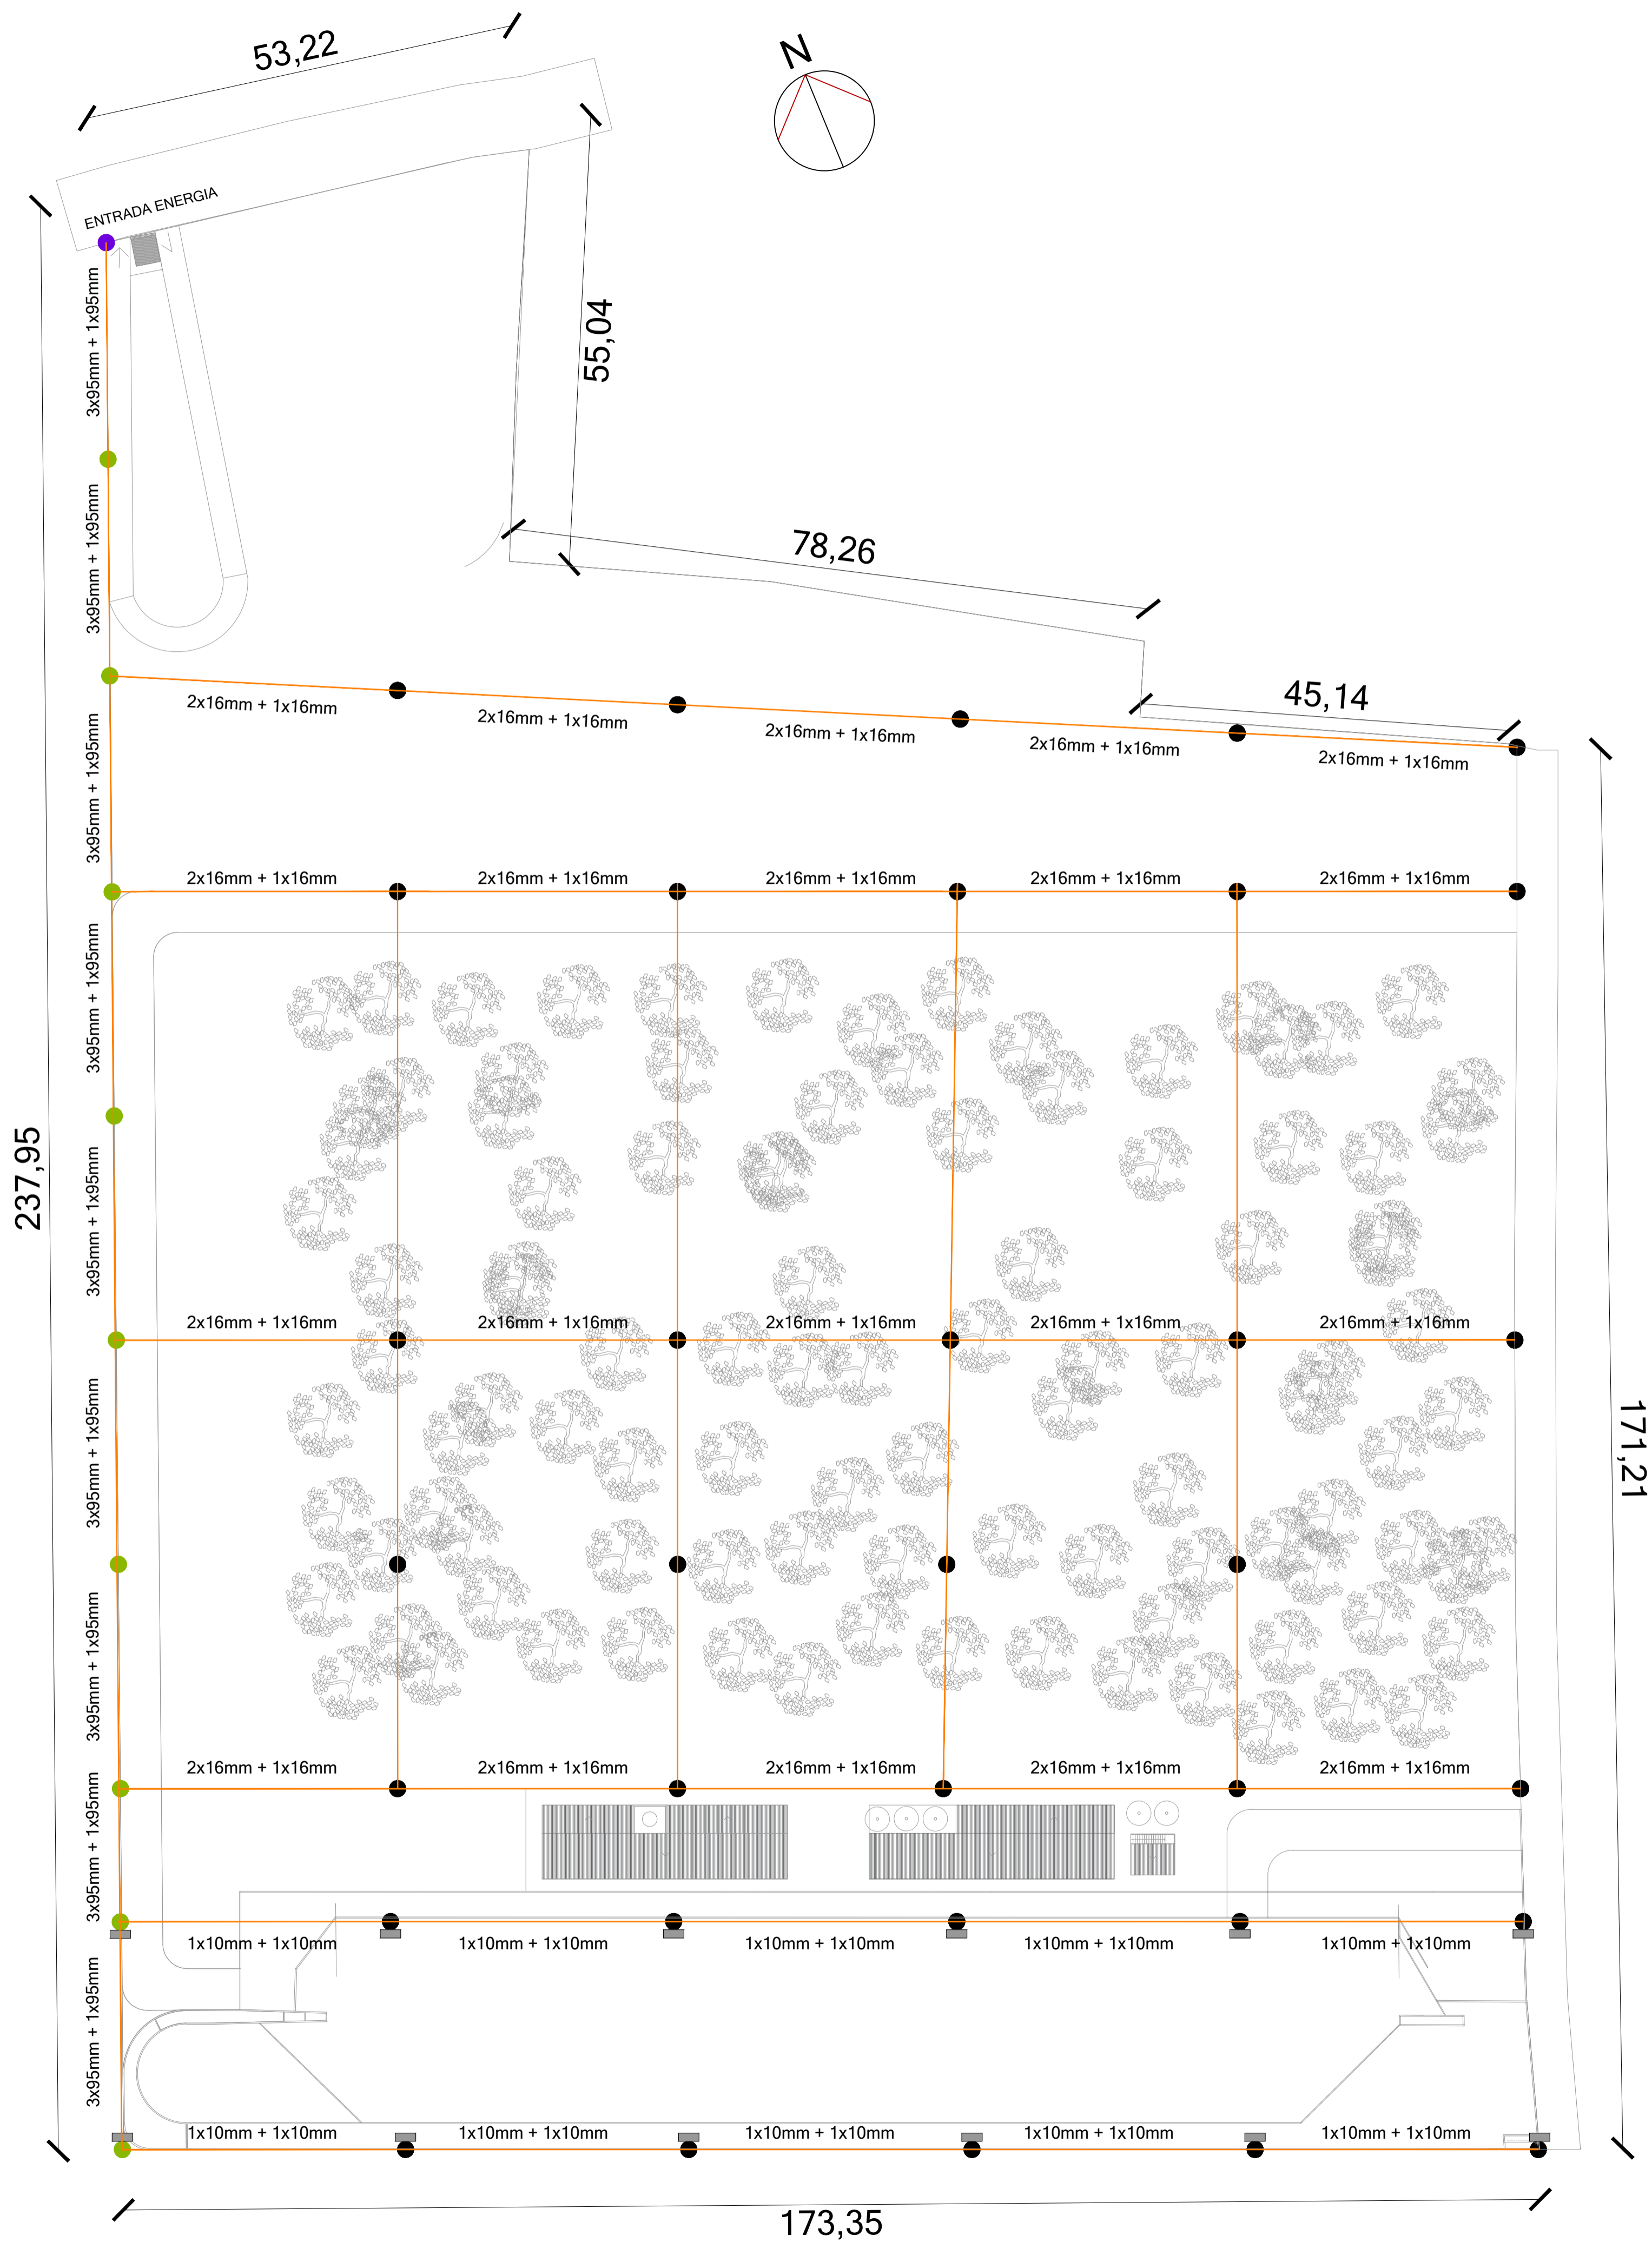 53,22
N
ENTRADA ENERGIA
3x95mm + 1x95mm
55,04
3x95mm + 1x95mm
78,26
45,14
2x16mm + 1x16mm
2x16mm + 1x16mm
2x16mm + 1x16mm
2x16mm + 1x16mm
2x16mm + 1x16mm
3x95mm + 1x95mm
2x16mm + 1x16mm
2x16mm + 1x16mm
2x16mm + 1x16mm
2x16mm + 1x16mm
2x16mm + 1x16mm
3x95mm + 1x95mm
237,95
3x95mm + 1x95mm
2x16mm + 1x16mm
2x16mm + 1x16mm
2x16mm + 1x16mm
2x16mm + 1x16mm
2x16mm + 1x16mm
3x95mm + 1x95mm
171,21
3x95mm + 1x95mm
2x16mm + 1x16mm
2x16mm + 1x16mm
2x16mm + 1x16mm
2x16mm + 1x16mm
2x16mm + 1x16mm
3x95mm + 1x95mm
1x10mm + 1x10mm
1x10mm + 1x10mm
1x10mm + 1x10mm
1x10mm + 1x10mm
1x10mm + 1x10mm
3x95mm + 1x95mm
1x10mm + 1x10mm
1x10mm + 1x10mm
1x10mm + 1x10mm
1x10mm + 1x10mm
1x10mm + 1x10mm
173,35